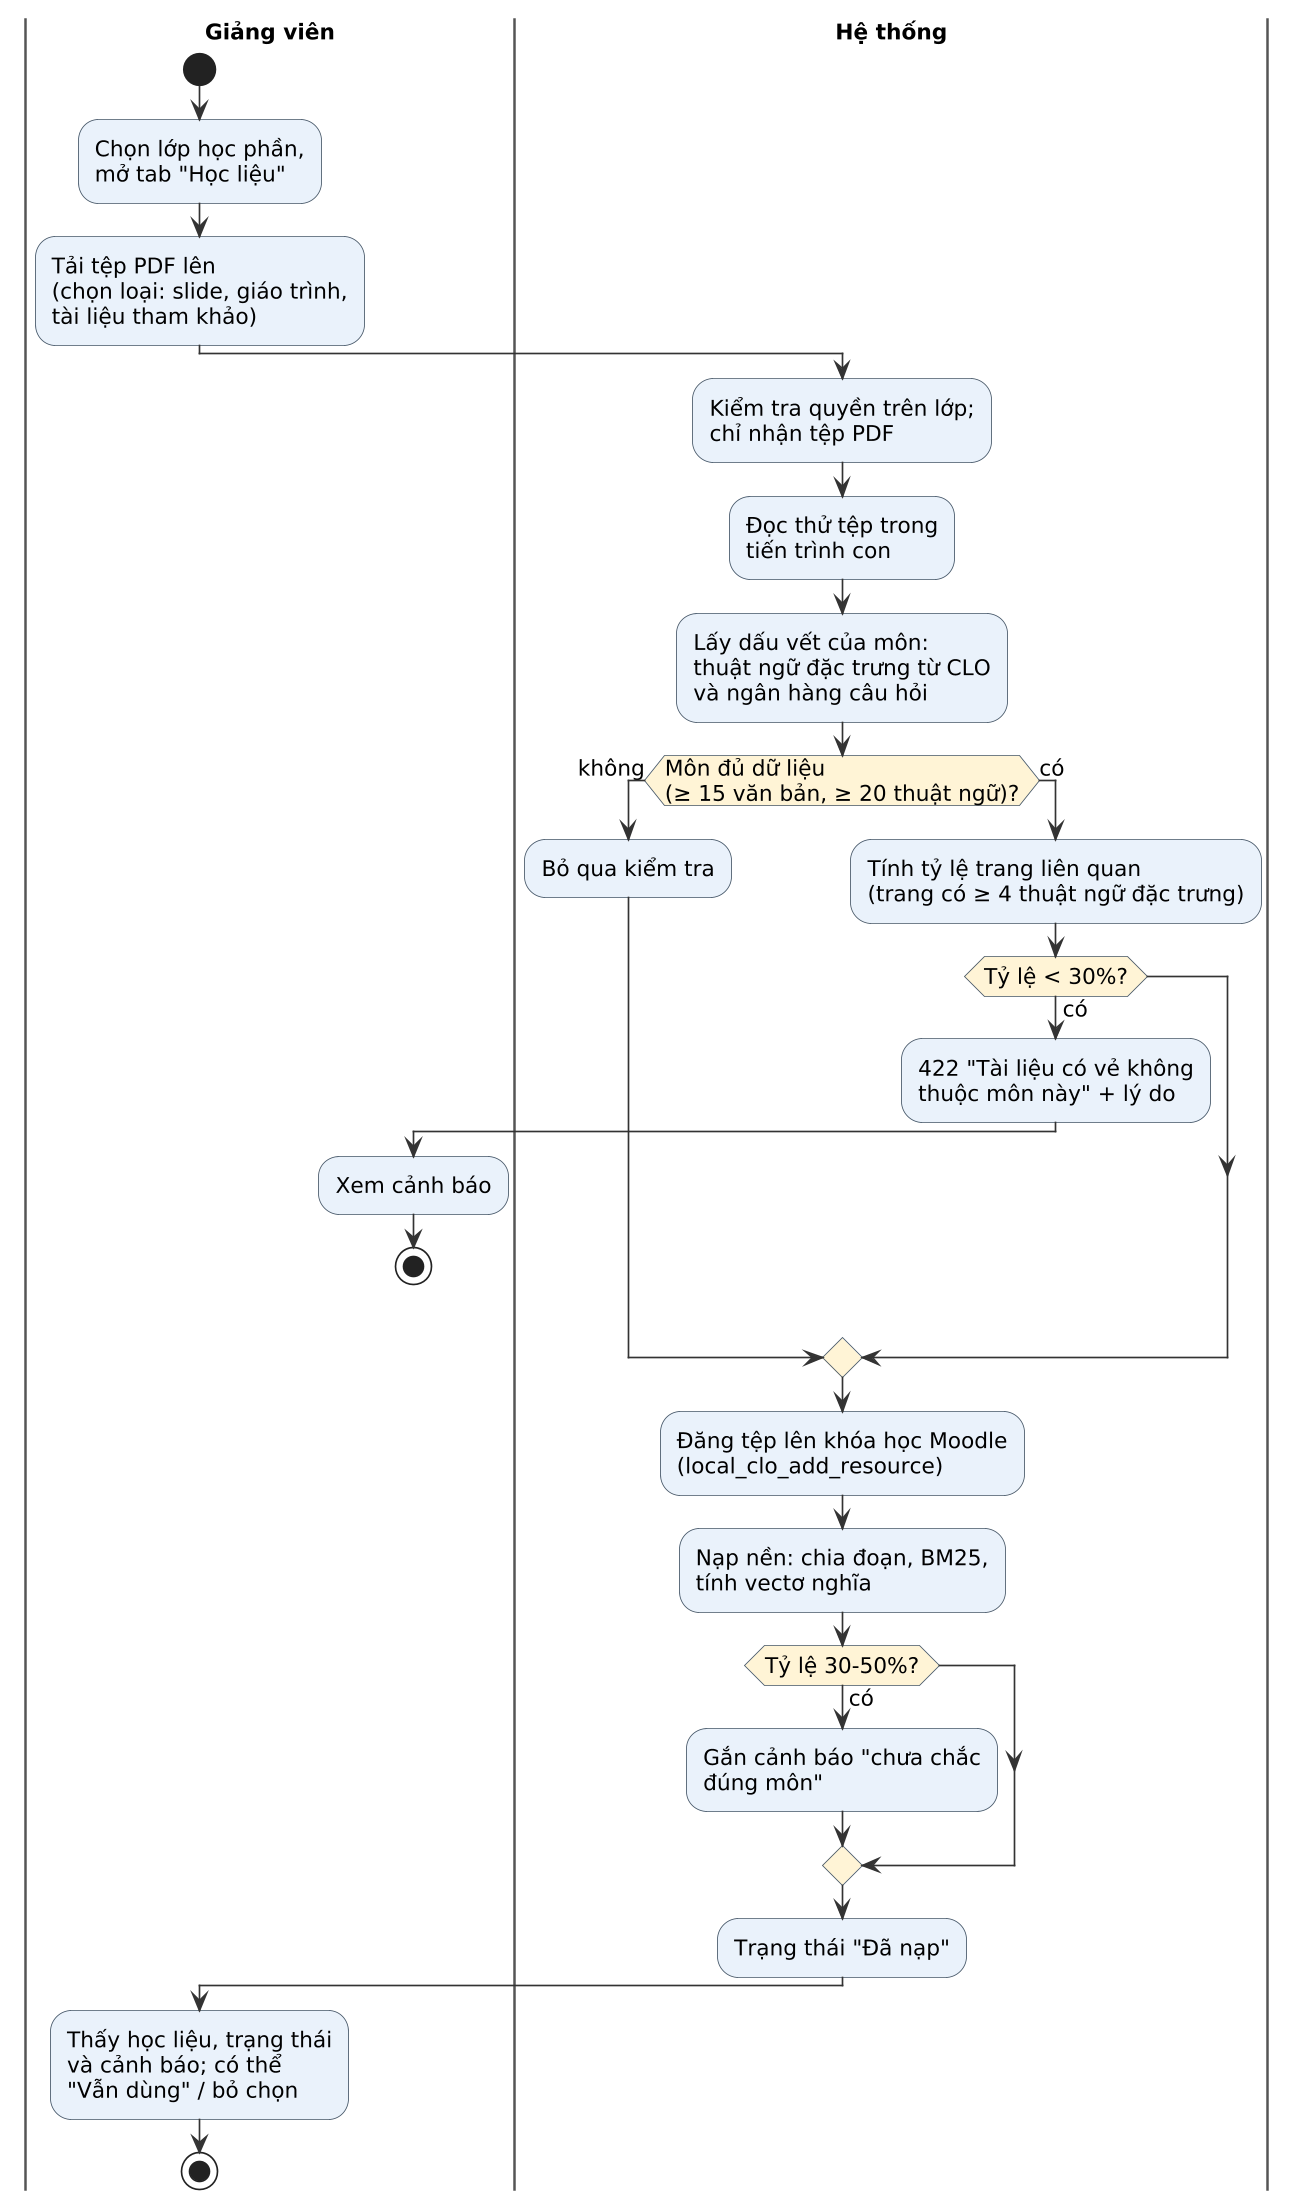 Giảng viên
Hệ thống
Chọn lớp học phần,
mở tab "Học liệu"
Tải tệp PDF lên
(chọn loại: slide, giáo trình,
tài liệu tham khảo)
Kiểm tra quyền trên lớp;
chỉ nhận tệp PDF
Đọc thử tệp trong
tiến trình con
Lấy dấu vết của môn:
thuật ngữ đặc trưng từ CLO
và ngân hàng câu hỏi
không
Môn đủ dữ liệu
(≥ 15 văn bản, ≥ 20 thuật ngữ)?
có
Bỏ qua kiểm tra
Tính tỷ lệ trang liên quan
(trang có ≥ 4 thuật ngữ đặc trưng)
Tỷ lệ < 30%?
có
422 "Tài liệu có vẻ không
thuộc môn này" + lý do
Xem cảnh báo
Đăng tệp lên khóa học Moodle
(local_clo_add_resource)
Nạp nền: chia đoạn, BM25,
tính vectơ nghĩa
Tỷ lệ 30-50%?
có
Gắn cảnh báo "chưa chắc
đúng môn"
Trạng thái "Đã nạp"
Thấy học liệu, trạng thái
và cảnh báo; có thể
"Vẫn dùng" / bỏ chọn